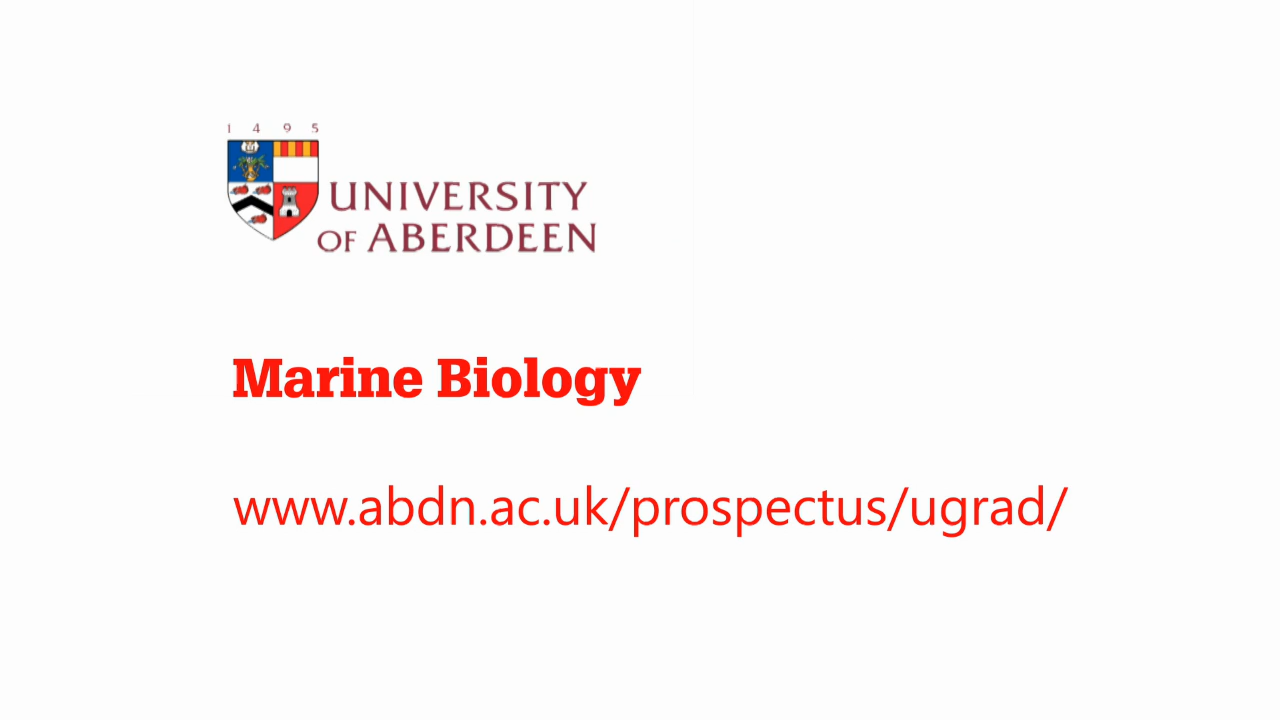 1 4 9 5
UNIVERSITY
OF ABERDEEN
Marine Biology
www.abdn.ac.uk/prospectus/ugrad/